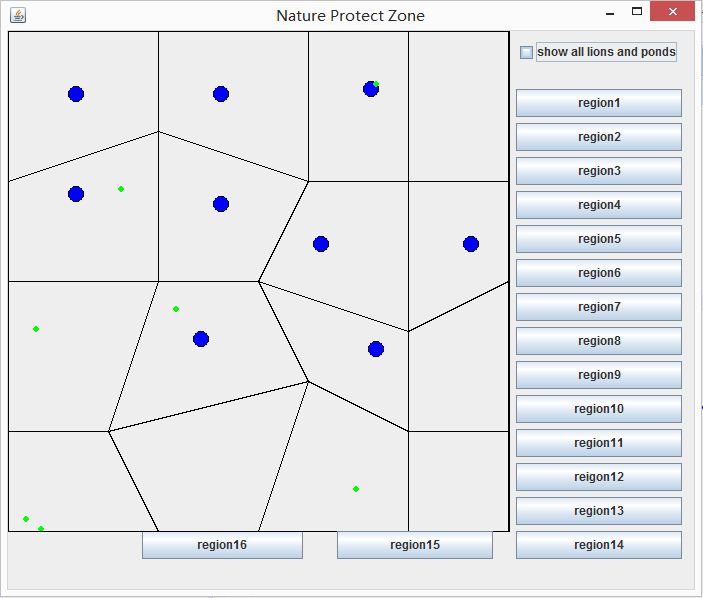 Nature Protect Zone
show all lions and ponds
region1
region2
region3
region4
region5
region6
region7
region8
region9
region10
region11
reigon12
region13
region16
region15
region14